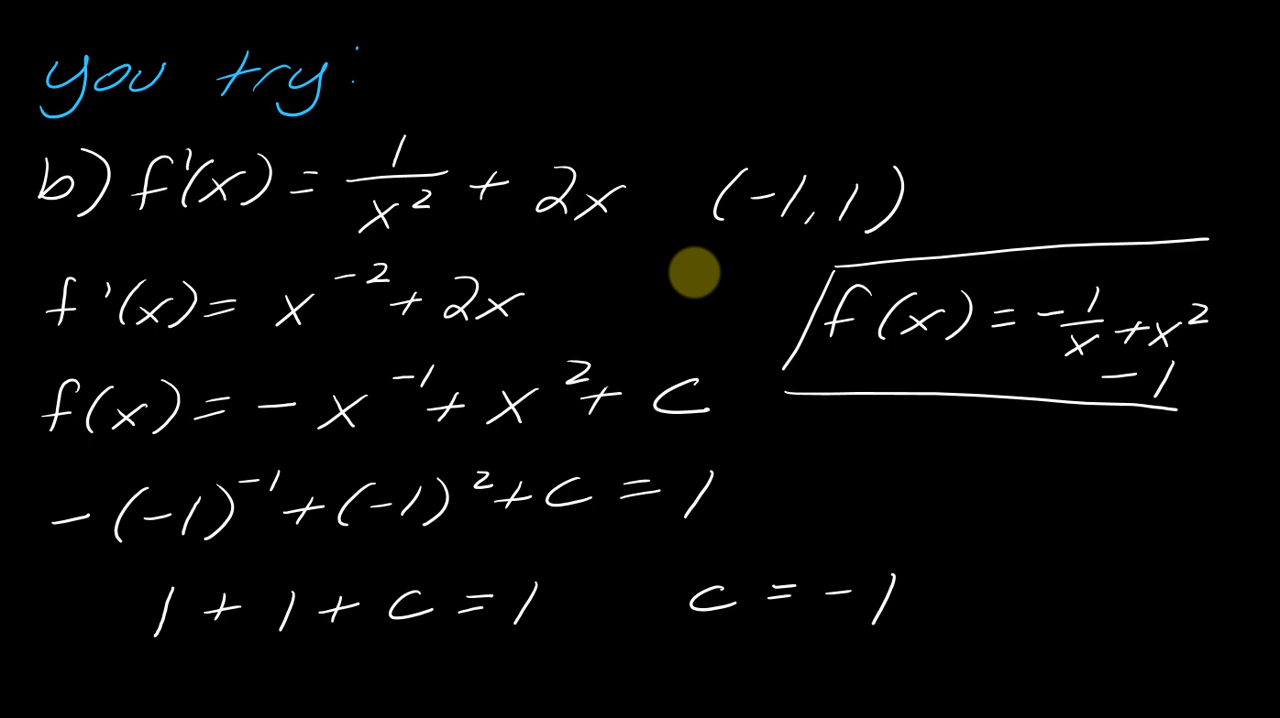 you try:
b) f'(x) = 1/x² + 2x (-1, 1)
f'(x) = x⁻² + 2x
f(x) = -1/x + x² - 1
f(x) = -x⁻¹ + x² + c
-(-1)⁻¹ + (-1)² + c = 1
1 + 1 + c = 1 c = -1